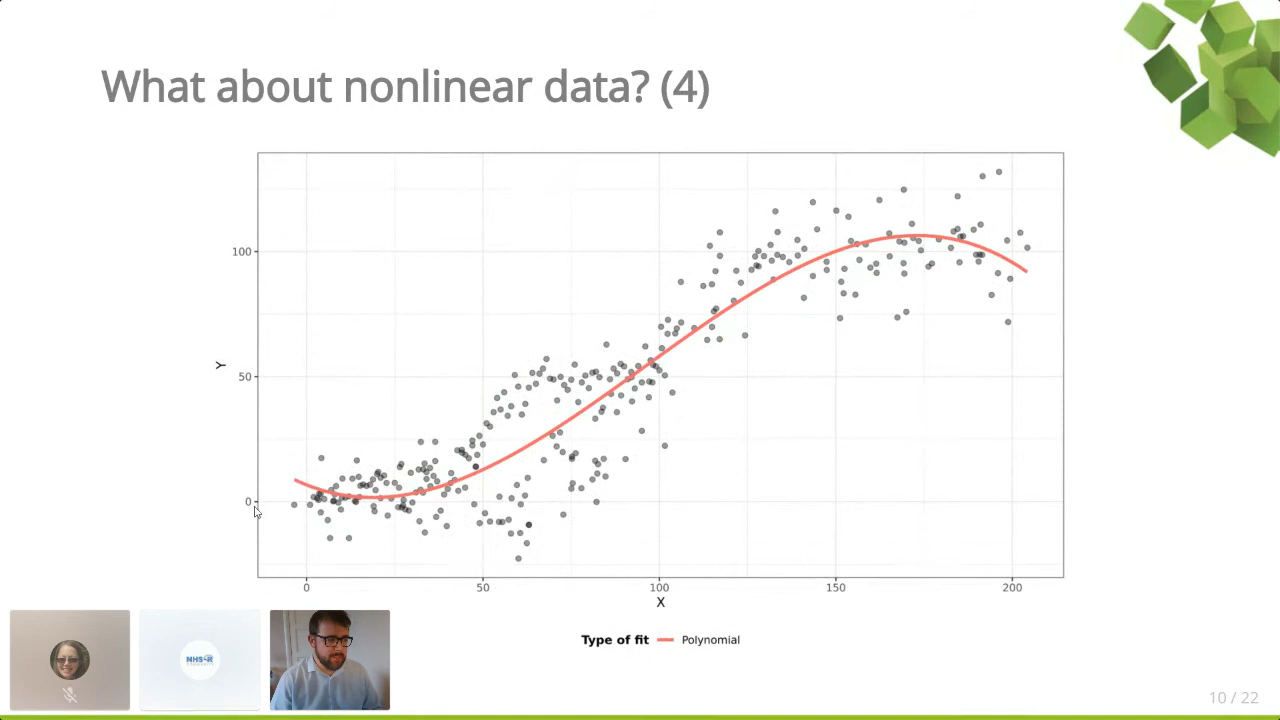 What about nonlinear data? (4)
100
50
0
Y
0 50 100 150 200
X
Type of fit Polynomial
NHS-R
10 / 22